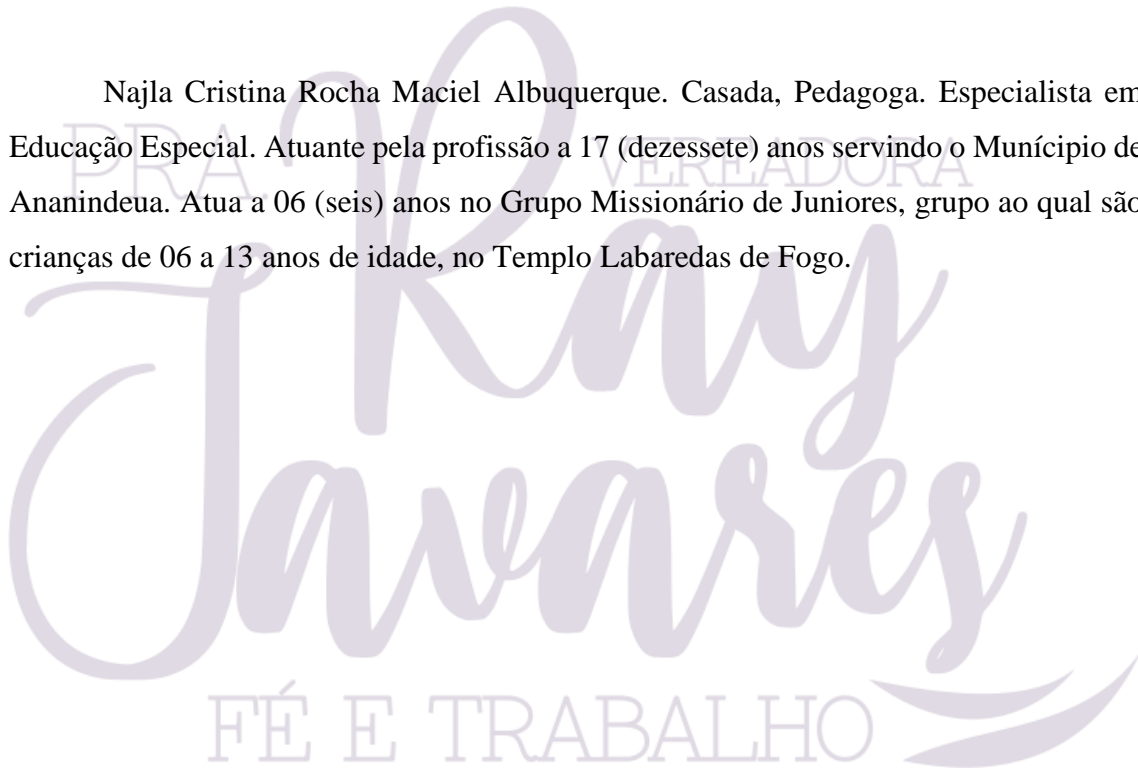 Najla Cristina Rocha Maciel Albuquerque. Casada, Pedagoga. Especialista em
Educação Especial. Atuante pela profissão a 17 (dezessete) anos servindo o Munícipio de
Ananindeua. Atua a 06 (seis) anos no Grupo Missionário de Juniores, grupo ao qual são
crianças de 06 a 13 anos de idade, no Templo Labaredas de Fogo.
PRA. VEREADORA
Ray
Tavares
FÉ E TRABALHO